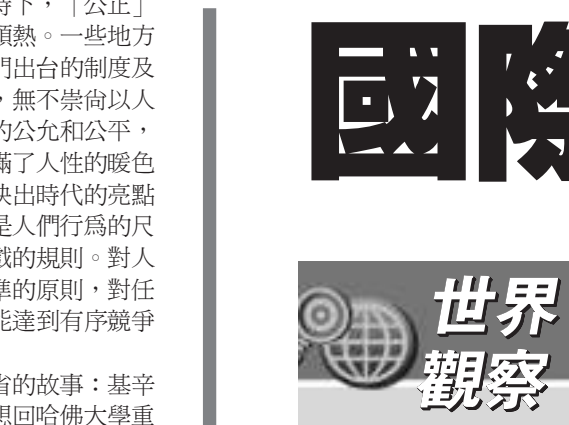 時下，「公正」
頗熱。一些地方
門出台的制度及
，無不崇尙以人
的公允和公平，
滿了人性的暖色
映出時代的亮點
是人們行爲的尺
戲的規則。對人
準的原則，對任
能達到有序競爭
省的故事：基辛
想回哈佛大學重
國際
世界
觀察